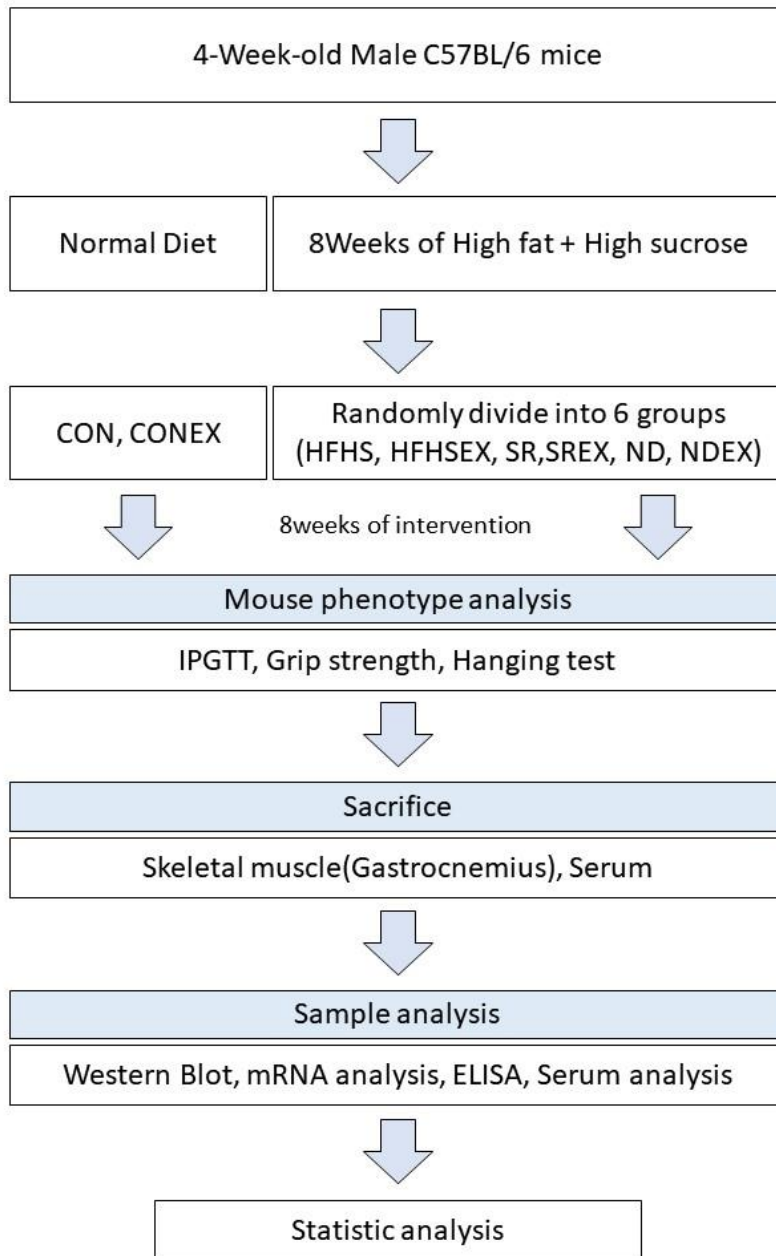 4-Week-old Male C57BL/6 mice
Normal Diet
8Weeks of High fat + High sucrose
CON, CONEX
Randomly divide into 6 groups
(HFHS, HFHSEX, SR,SREX, ND, NDEX)
8weeks of intervention
Mouse phenotype analysis
IPGTT, Grip strength, Hanging test
Sacrifice
Skeletal muscle(Gastrocnemius), Serum
Sample analysis
Western Blot, mRNA analysis, ELISA, Serum analysis
Statistic analysis